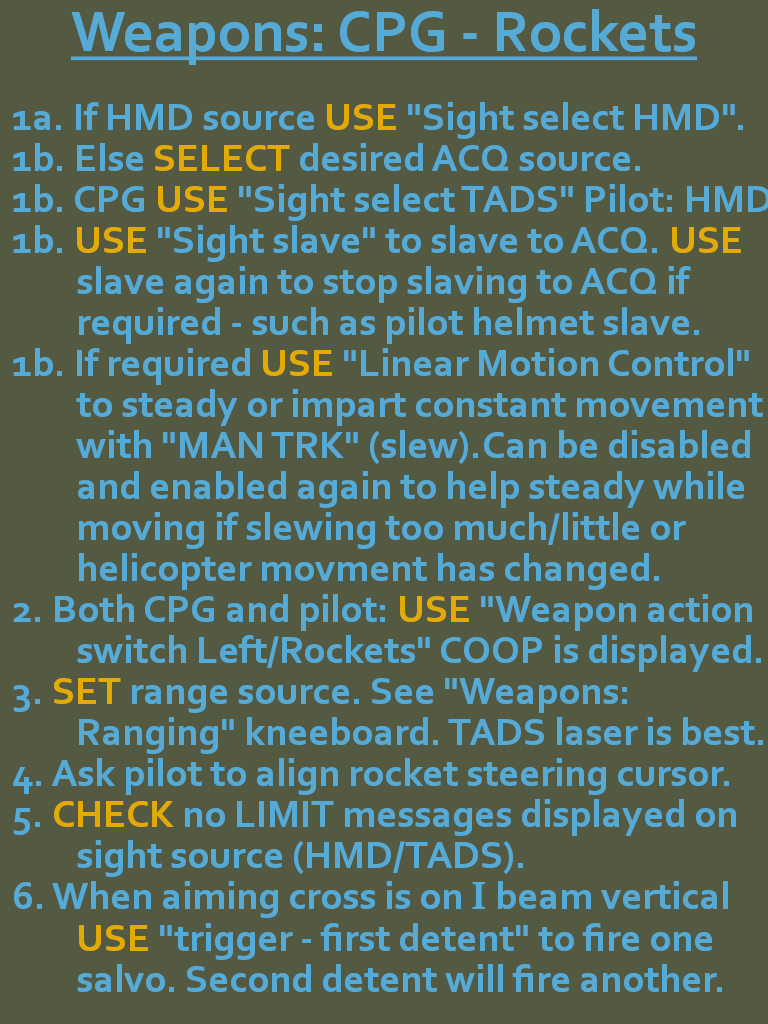 Weapons: CPG - Rockets
1a. If HMD source USE "Sight select HMD".
1b. Else SELECT desired ACQ source.
1b. CPG USE "Sight select TADS" Pilot: HMD
1b. USE "Sight slave" to slave to ACQ. USE
slave again to stop slaving to ACQ if
required - such as pilot helmet slave.
1b. If required USE "Linear Motion Control"
to steady or impart constant movement
with "MAN TRK" (slew).Can be disabled
and enabled again to help steady while
moving if slewing too much/little or
helicopter movment has changed.
2. Both CPG and pilot: USE "Weapon action
switch Left/Rockets" COOP is displayed.
3. SET range source. See "Weapons:
Ranging" kneeboard. TADS laser is best.
4. Ask pilot to align rocket steering cursor.
5. CHECK no LIMIT messages displayed on
sight source (HMD/TADS).
6. When aiming cross is on I beam vertical
USE "trigger - first detent" to fire one
salvo. Second detent will fire another.